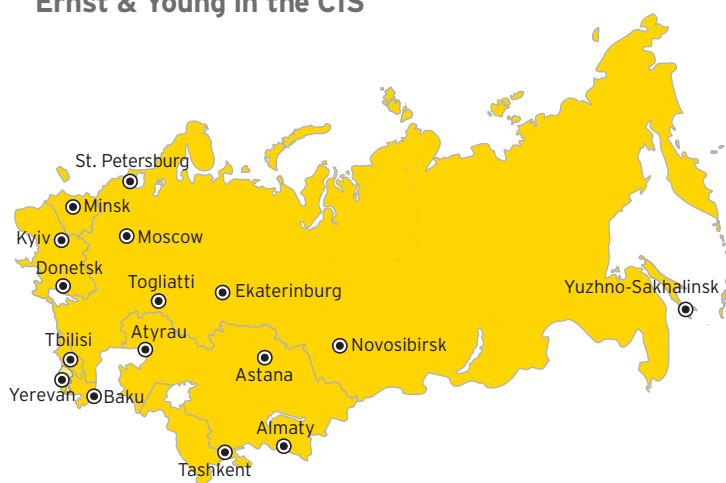 Ernst & Young in the CIS
St. Petersburg
Minsk
Kyiv
Moscow
Donetsk
Togliatti
Ekaterinburg
Yuzhno-Sakhalinsk
Tbilisi
Atyrau
Novosibirsk
Astana
Yerevan
Baku
Almaty
Tashkent